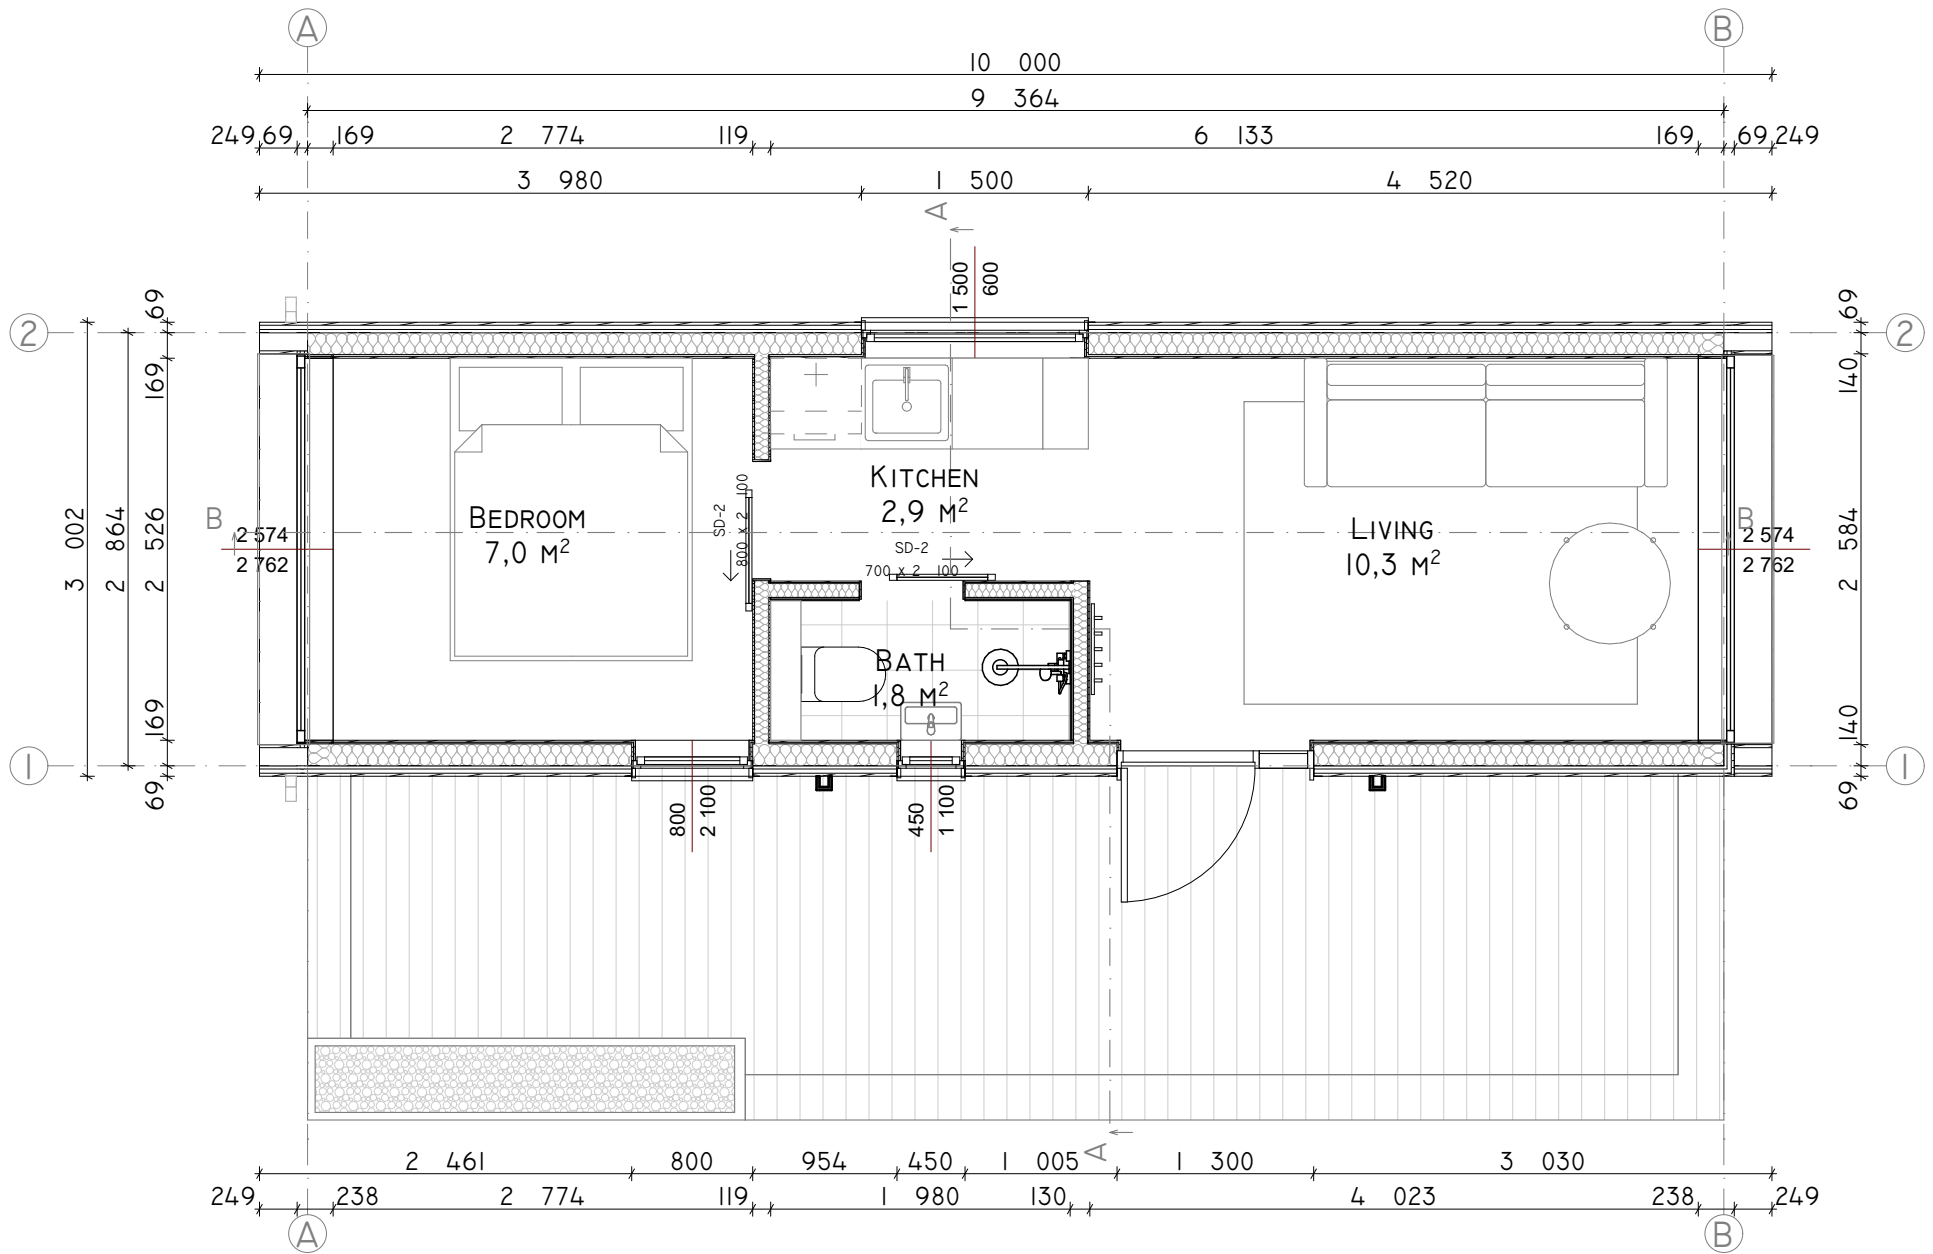 A B
10 000
9 364
249 69 169 2 774 119 6 133 169 69 249
3 980 1 500 4 520
A
1 500
600
2 2
69
169
2 526
169
69
2 864
3 002
69
140
2 584
140
69
KITCHEN
2,9 M²
BEDROOM
7,0 M²
LIVING
10,3 M²
BATH
1,8 M²
SD-2
800 x 2 100
SD-2
700 x 2 100
B
2 574
2 762
B
2 574
2 762
1 1
800
2 100
450
1 100
A
2 461 800 954 450 1 005 1 300 3 030
249 238 2 774 119 1 980 130 4 023 238 249
A B